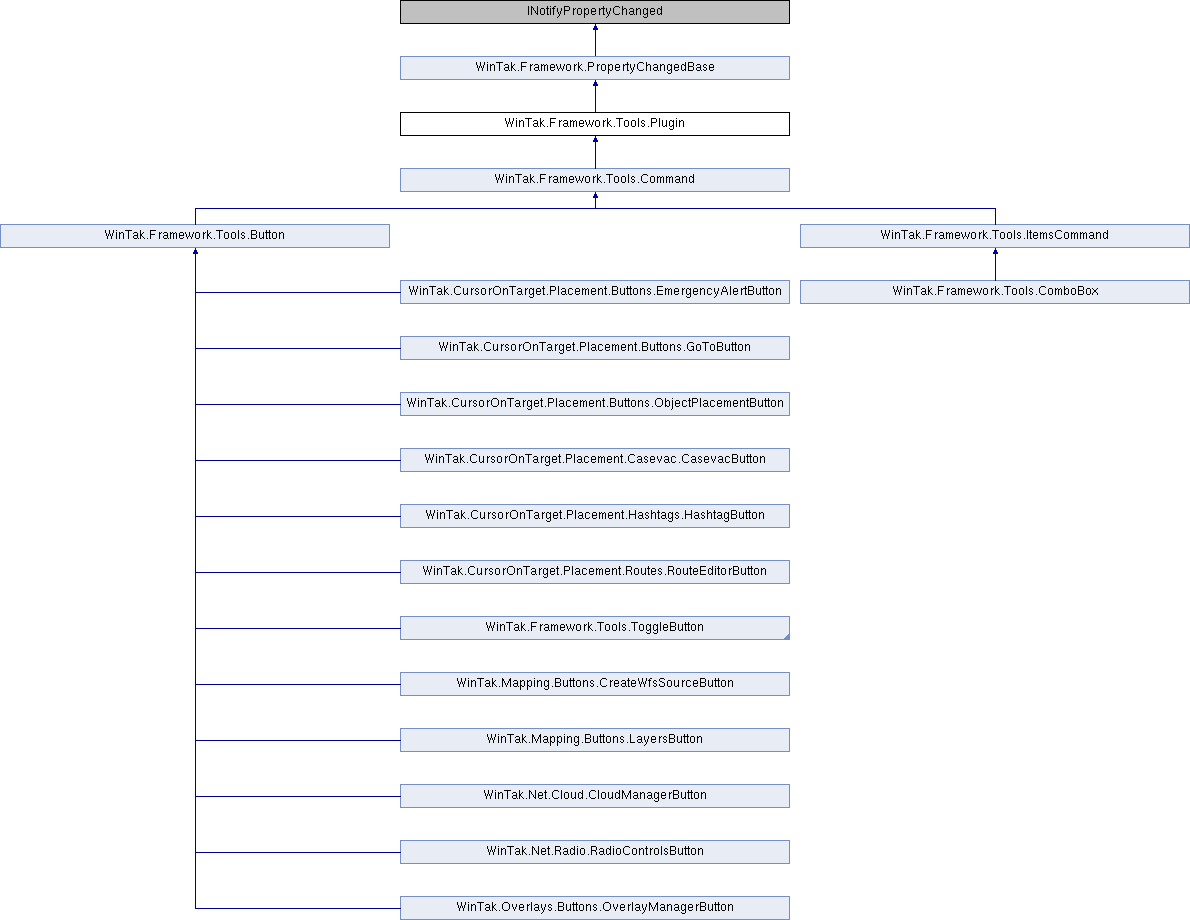 INotifyPropertyChanged
WinTak.Framework.PropertyChangedBase
WinTak.Framework.Tools.Plugin
WinTak.Framework.Tools.Command
WinTak.Framework.Tools.Button
WinTak.Framework.Tools.ItemsCommand
WinTak.CursorOnTarget.Placement.Buttons.EmergencyAlertButton
WinTak.Framework.Tools.ComboBox
WinTak.CursorOnTarget.Placement.Buttons.GoToButton
WinTak.CursorOnTarget.Placement.Buttons.ObjectPlacementButton
WinTak.CursorOnTarget.Placement.Casevac.CasevacButton
WinTak.CursorOnTarget.Placement.Hashtags.HashtagButton
WinTak.CursorOnTarget.Placement.Routes.RouteEditorButton
WinTak.Framework.Tools.ToggleButton
WinTak.Mapping.Buttons.CreateWfsSourceButton
WinTak.Mapping.Buttons.LayersButton
WinTak.Net.Cloud.CloudManagerButton
WinTak.Net.Radio.RadioControlsButton
WinTak.Overlays.Buttons.OverlayManagerButton